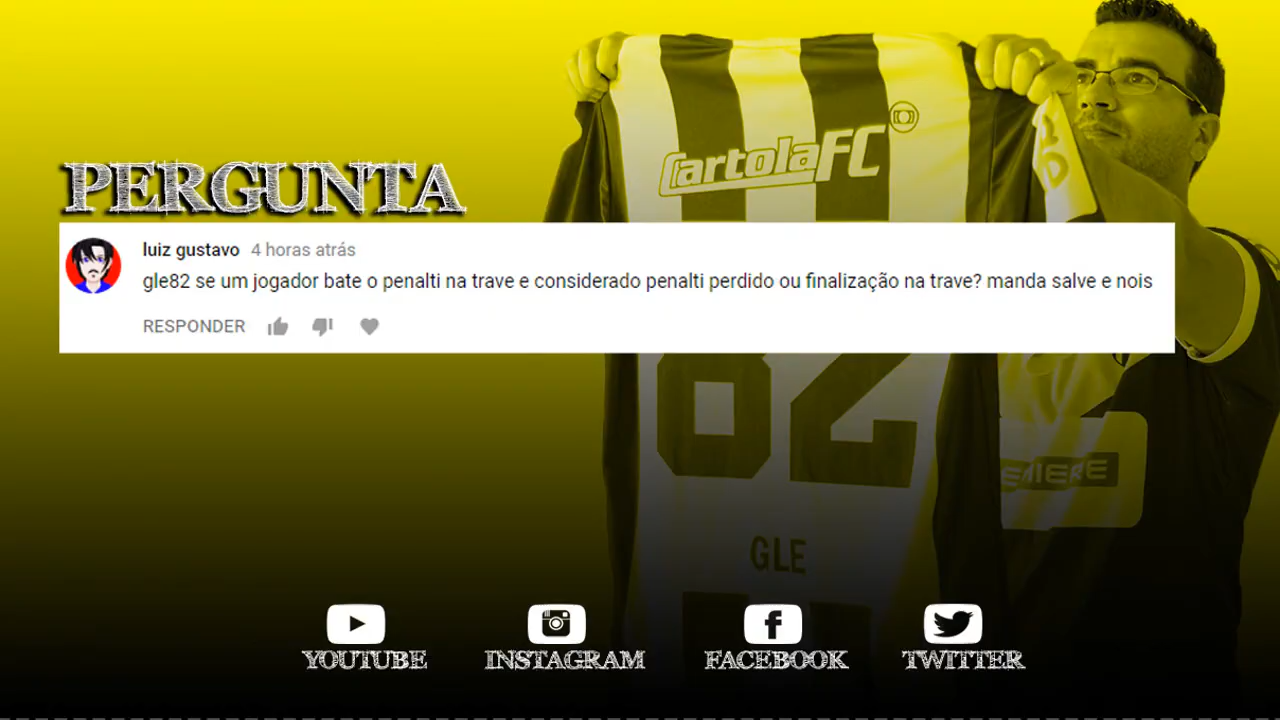 CartolaFC
PERGUNTA
luiz gustavo 4 horas atrás
gle82 se um jogador bate o penalti na trave e considerado penalti perdido ou finalização na trave? manda salve e nois
RESPONDER
82
GLE
YOUTUBE INSTAGRAM FACEBOOK TWITTER